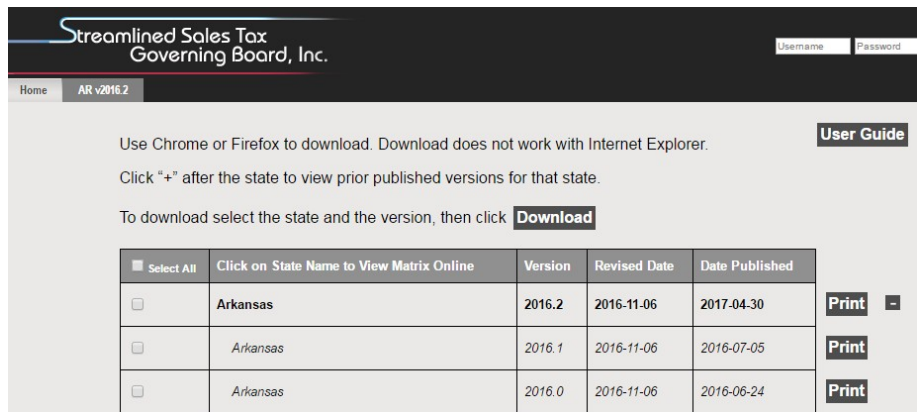 Streamlined Sales Tax
Governing Board, Inc.
Username Password
Home AR v2016.2
User Guide
Use Chrome or Firefox to download. Download does not work with Internet Explorer.
Click “+” after the state to view prior published versions for that state.
To download select the state and the version, then click Download
Select All Click on State Name to View Matrix Online Version Revised Date Date Published
Arkansas 2016.2 2016-11-06 2017-04-30 Print -
Arkansas 2016.1 2016-11-06 2016-07-05 Print
Arkansas 2016.0 2016-11-06 2016-06-24 Print